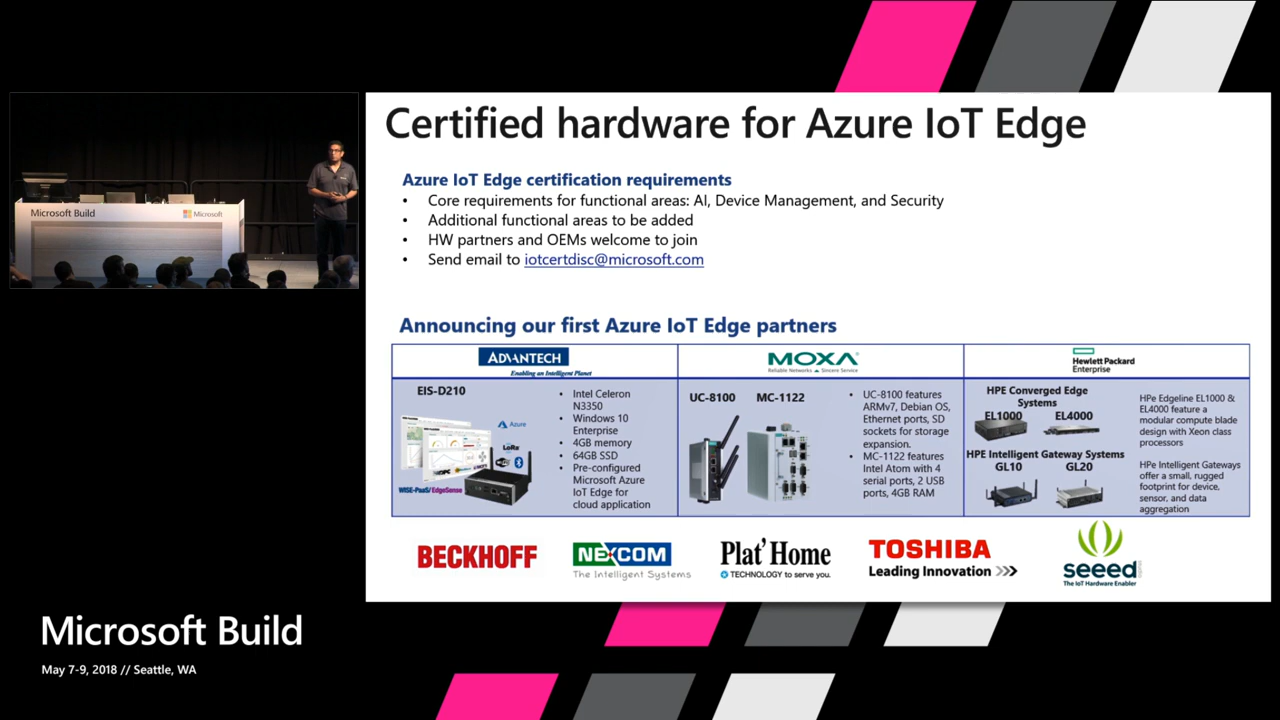 Certified hardware for Azure IoT Edge
Azure IoT Edge certification requirements
• Core requirements for functional areas: AI, Device Management, and Security
• Additional functional areas to be added
• HW partners and OEMs welcome to join
• Send email to iotcertdisc@microsoft.com
Microsoft Build
Microsoft
Announcing our first Azure IoT Edge partners
ADVANTECH
Enabling an Intelligent Planet
MOXA
Reliable Networks ▲ Sincere Service
Hewlett Packard
Enterprise
EIS-D210
Azure
LoRa
WiFi
WISE-PaaS/EdgeSense
• Intel Celeron
N3350
• Windows 10
Enterprise
• 4GB memory
• 64GB SSD
• Pre-configured
Microsoft Azure
IoT Edge for
cloud application
UC-8100
MC-1122
• UC-8100 features
ARMv7, Debian OS,
Ethernet ports, SD
sockets for storage
expansion.
• MC-1122 features
Intel Atom with 4
serial ports, 2 USB
ports, 4GB RAM
HPE Converged Edge
Systems
EL1000
EL4000
HPE Intelligent Gateway Systems
GL10
GL20
HPe Edgeline EL1000 &
EL4000 feature a
modular compute blade
design with Xeon class
processors
HPe Intelligent Gateways
offer a small, rugged
footprint for device,
sensor, and data
aggregation
BECKHOFF
NEXCOM
The Intelligent Systems
Plat'Home
TECHNOLOGY to serve you.
TOSHIBA
Leading Innovation >>>
seeed
The IoT Hardware Enabler
Microsoft Build
May 7-9, 2018 // Seattle, WA